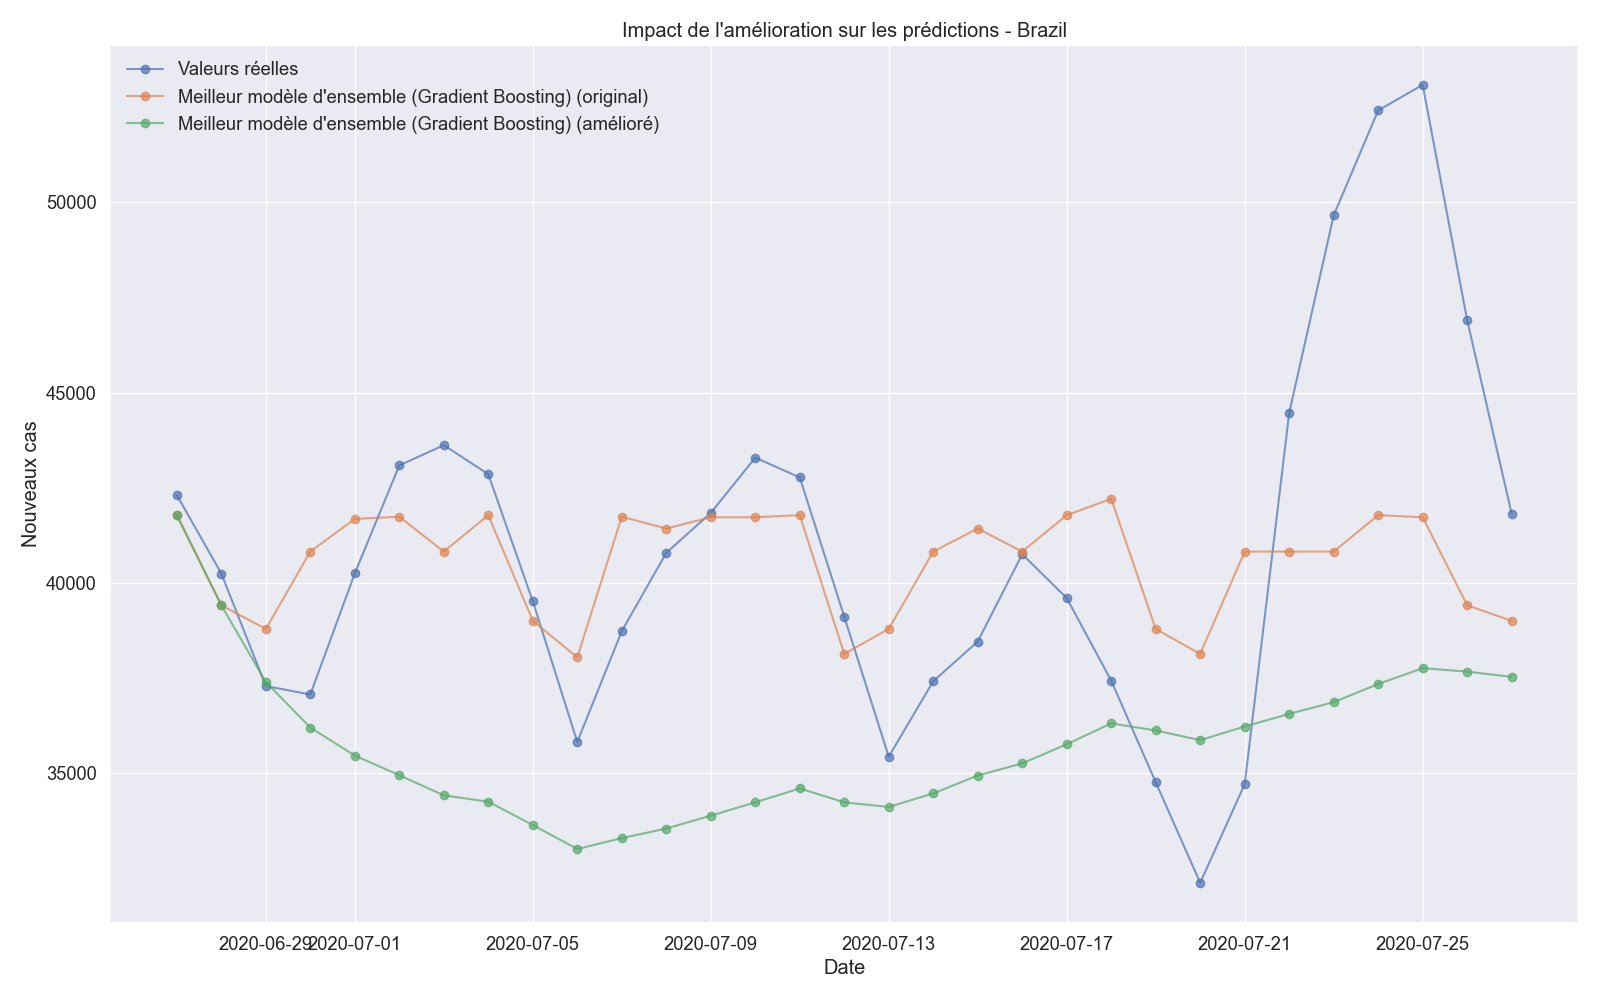 Impact de l'amélioration sur les prédictions - Brazil
Valeurs réelles
Meilleur modèle d'ensemble (Gradient Boosting) (original)
Meilleur modèle d'ensemble (Gradient Boosting) (amélioré)
50000
45000
40000
35000
Nouveaux cas
2020-06-29 2020-07-01 2020-07-05 2020-07-09 2020-07-13 2020-07-17 2020-07-21 2020-07-25
Date